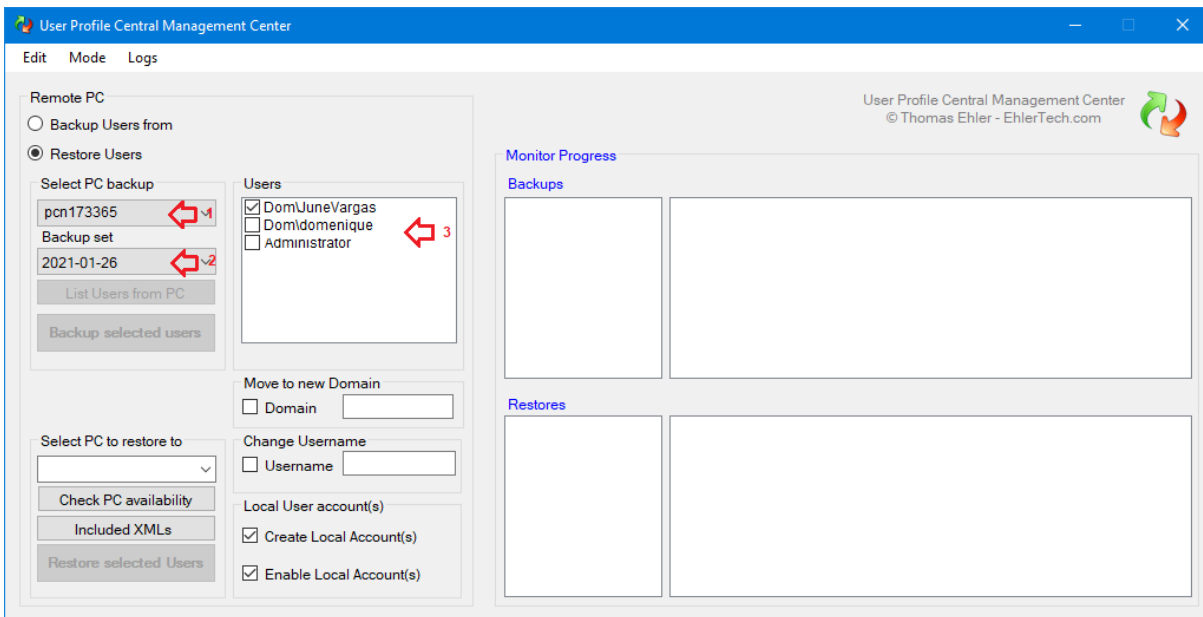 User Profile Central Management Center
Edit Mode Logs
Remote PC
Backup Users from
Restore Users
Select PC backup
pcn173365
1
Backup set
2021-01-26
2
List Users from PC
Backup selected users
Users
Dom\JuneVargas
Dom\domenique
Administrator
3
Move to new Domain
Domain
Select PC to restore to
Check PC availability
Included XMLs
Restore selected Users
Change Username
Username
Local User account(s)
Create Local Account(s)
Enable Local Account(s)
User Profile Central Management Center
© Thomas Ehler - EhlerTech.com
Monitor Progress
Backups
Restores